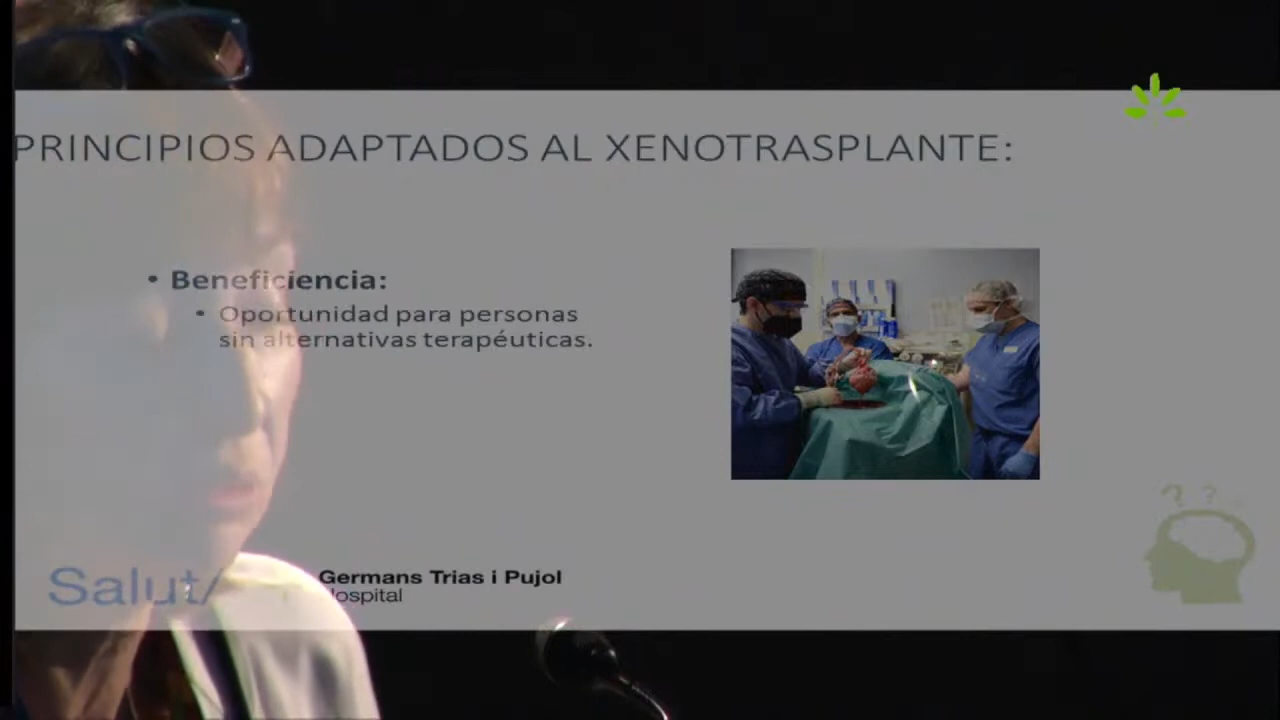 PRINCIPIOS ADAPTADOS AL XENOTRASPLANTE:
• Beneficiencia:
• Oportunidad para personas
sin alternativas terapéuticas.
Salut/
Germans Trias i Pujol
Hospital
? ?